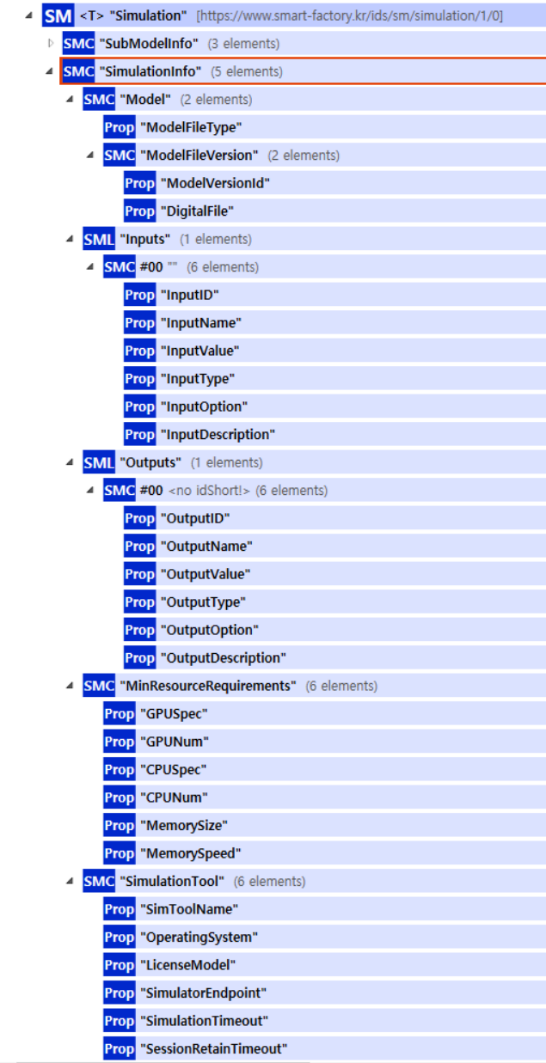 SM <T> "Simulation" [https://www.smart-factory.kr/ids/sm/simulation/1/0]
SMC "SubModelInfo" (3 elements)
SMC "SimulationInfo" (5 elements)
SMC "Model" (2 elements)
Prop "ModelFileType"
SMC "ModelFileVersion" (2 elements)
Prop "ModelVersionId"
Prop "DigitalFile"
SML "Inputs" (1 elements)
SMC #00 "" (6 elements)
Prop "InputID"
Prop "InputName"
Prop "InputValue"
Prop "InputType"
Prop "InputOption"
Prop "InputDescription"
SML "Outputs" (1 elements)
SMC #00 <no idShort!> (6 elements)
Prop "OutputID"
Prop "OutputName"
Prop "OutputValue"
Prop "OutputType"
Prop "OutputOption"
Prop "OutputDescription"
SMC "MinResourceRequirements" (6 elements)
Prop "GPUSpec"
Prop "GPUNum"
Prop "CPUSpec"
Prop "CPUNum"
Prop "MemorySize"
Prop "MemorySpeed"
SMC "SimulationTool" (6 elements)
Prop "SimToolName"
Prop "OperatingSystem"
Prop "LicenseModel"
Prop "SimulatorEndpoint"
Prop "SimulationTimeout"
Prop "SessionRetainTimeout"